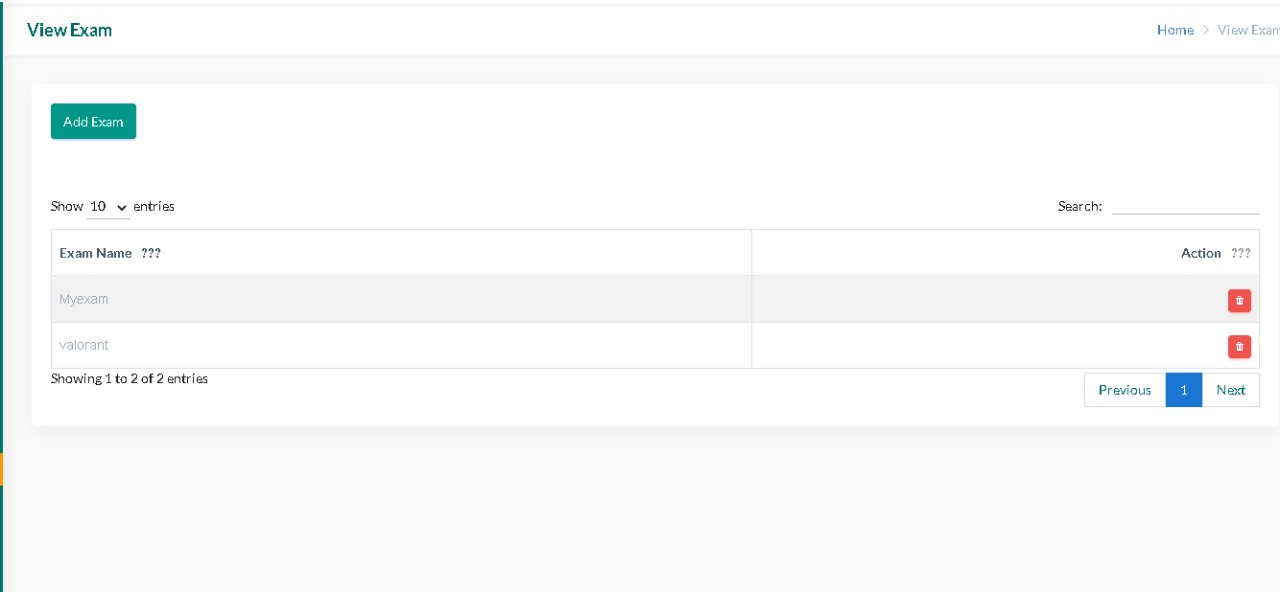 View Exam
Home > View Exam
Add Exam
Show 10 entries
Search:
Exam Name ???
Action ???
Myexam
valorant
Showing 1 to 2 of 2 entries
Previous 1 Next